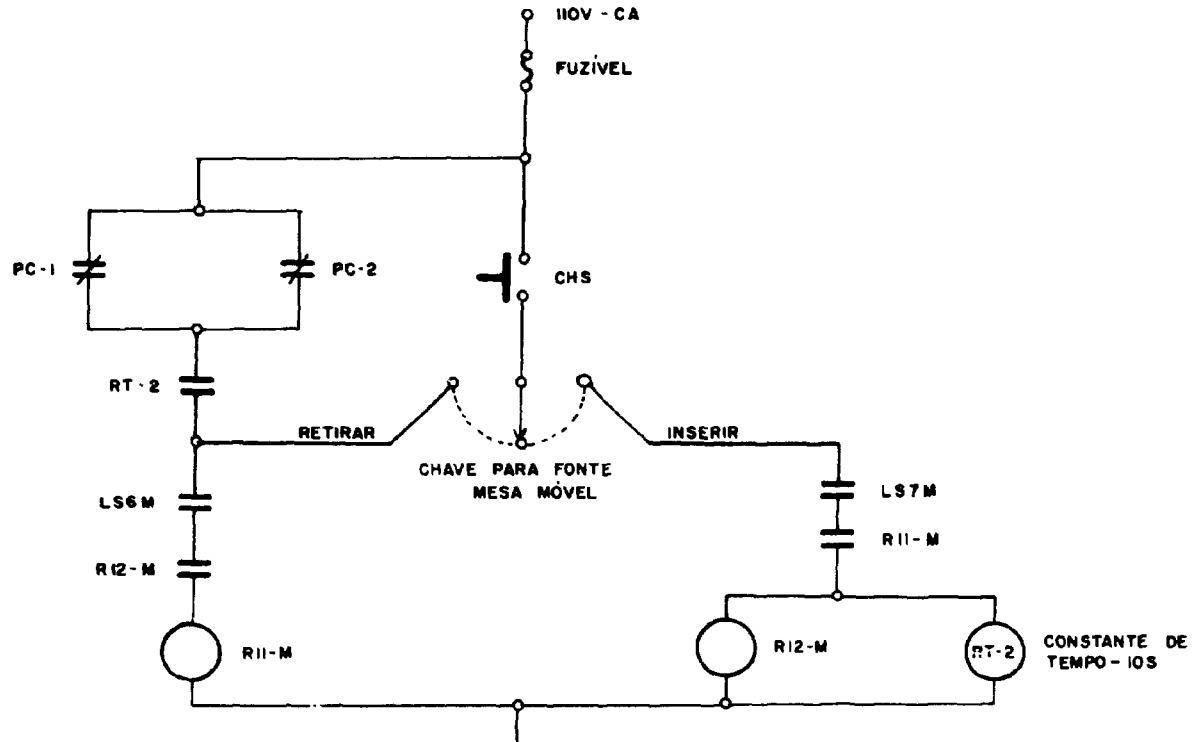 110V - CA
FUZÍVEL
PC-1
PC-2
CHS
RT-2
RETIRAR
INSERIR
CHAVE PARA FONTE
MESA MÓVEL
LS6M
LS7M
R12-M
R11-M
R11-M
R12-M
RT-2
CONSTANTE DE
TEMPO-10S